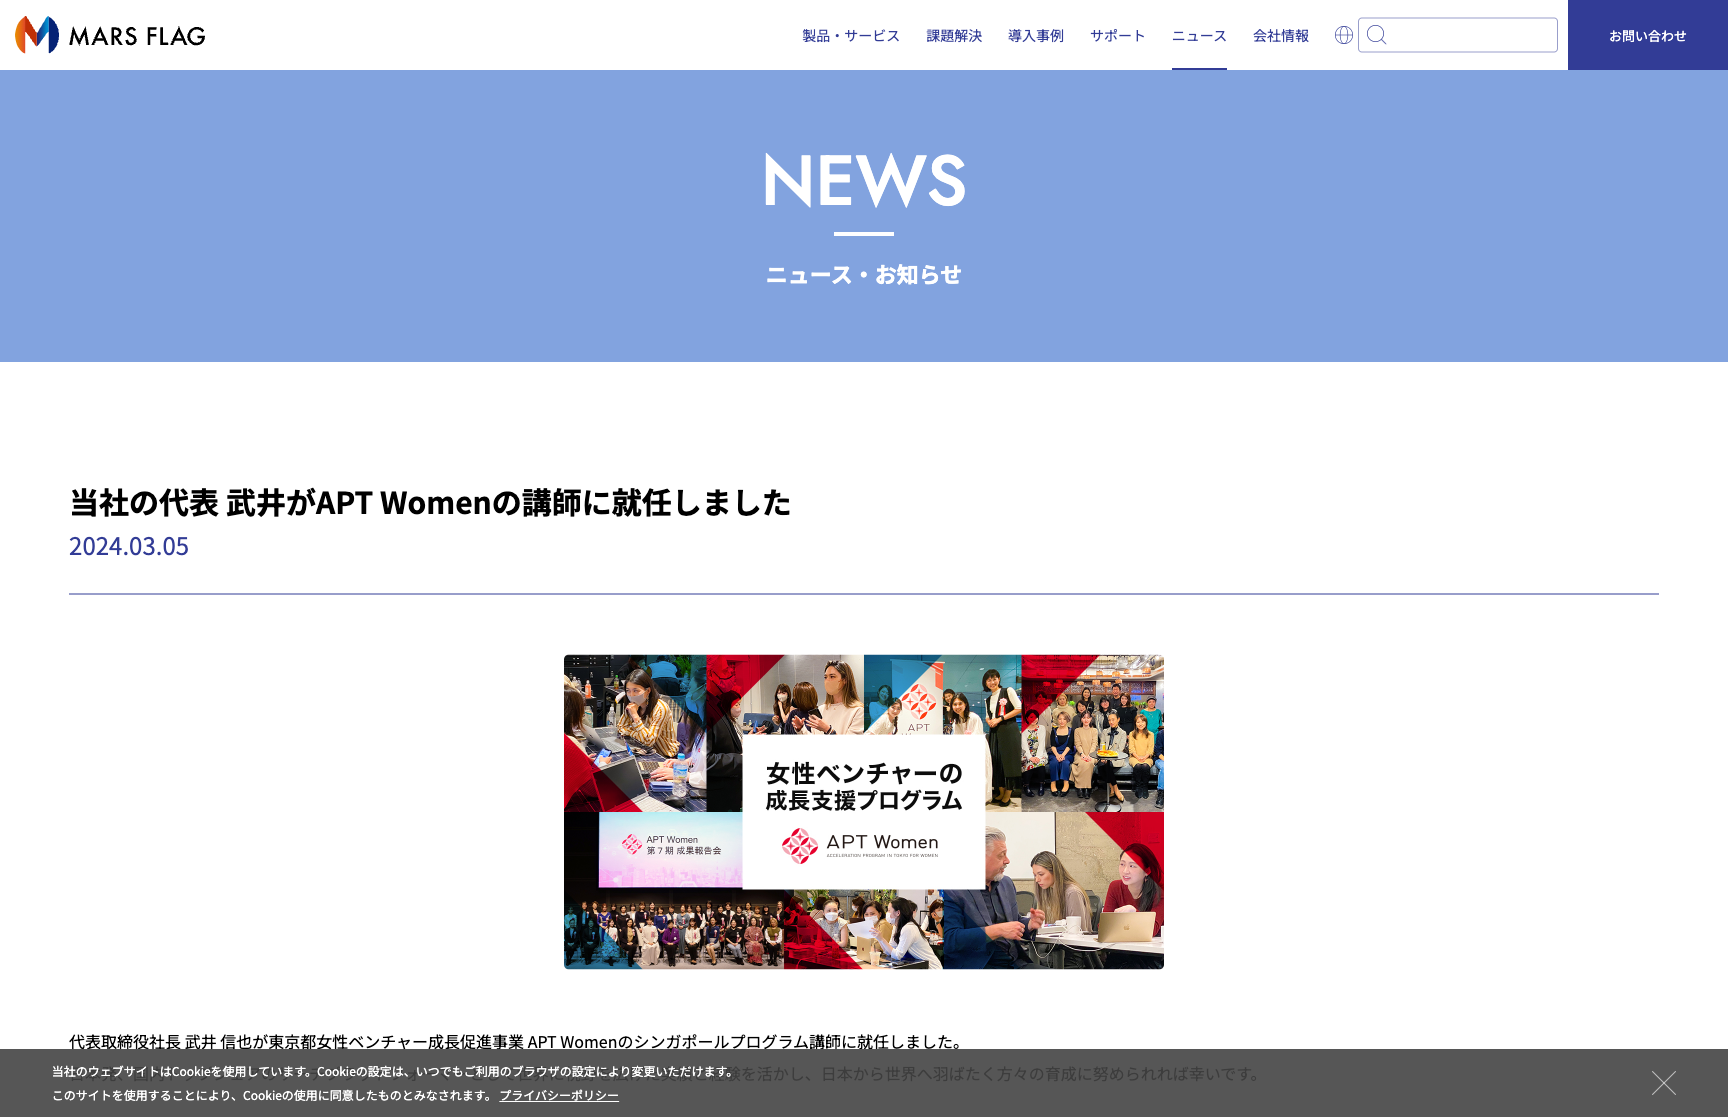 MARS FLAG
製品・サービス 課題解決 導入事例 サポート ニュース 会社情報 お問い合わせ
NEWS
ニュース・お知らせ
当社の代表 武井がAPT Womenの講師に就任しました
2024.03.05
APT
女性ベンチャーの
成長支援プログラム
APT Women
ACCELERATION PROGRAM IN TOKYO FOR WOMEN
APT Women
第7期 成果報告会
代表取締役社長 武井 信也が東京都女性ベンチャー成長促進事業 APT Womenのシンガポールプログラム講師に就任しました。
を活かし、日本から世界へ羽ばたく方々の育成に努められれば幸いです。
当社のウェブサイトはCookieを使用しています。Cookieの設定は、いつでもご利用のブラウザの設定により変更いただけます。
このサイトを使用することにより、Cookieの使用に同意したものとみなされます。 プライバシーポリシー